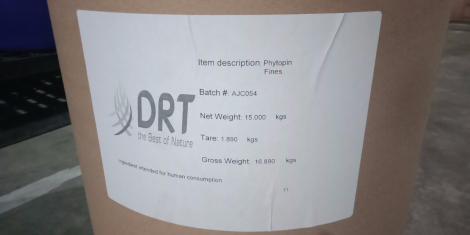 Item description: Phytopin
Fines
Batch #: AJC054
DRT
the Best of Nature
Net Weight: 15.000 kgs
Tare: 1.890 kgs
Gross Weight: 16.890 kgs
Ingredient intended for human consumption
11